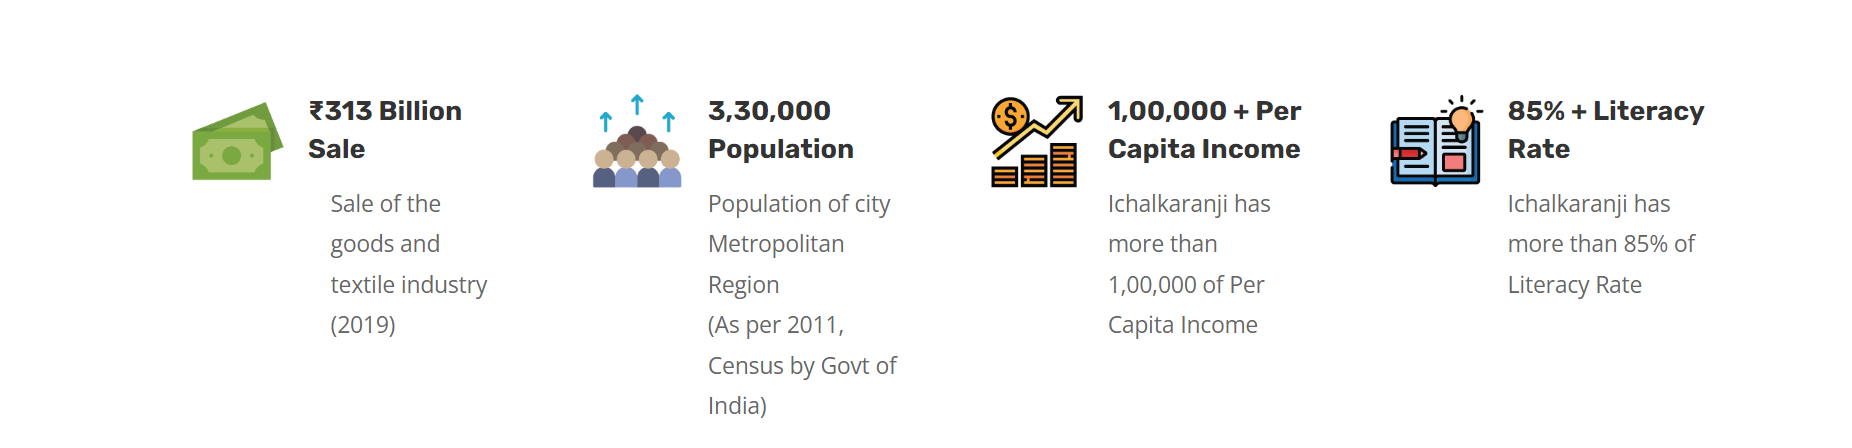 ₹313 Billion
Sale
Sale of the
goods and
textile industry
(2019)
3,30,000
Population
Population of city
Metropolitan
Region
(As per 2011,
Census by Govt of
India)
1,00,000 + Per
Capita Income
Ichalkaranji has
more than
1,00,000 of Per
Capita Income
85% + Literacy
Rate
Ichalkaranji has
more than 85% of
Literacy Rate